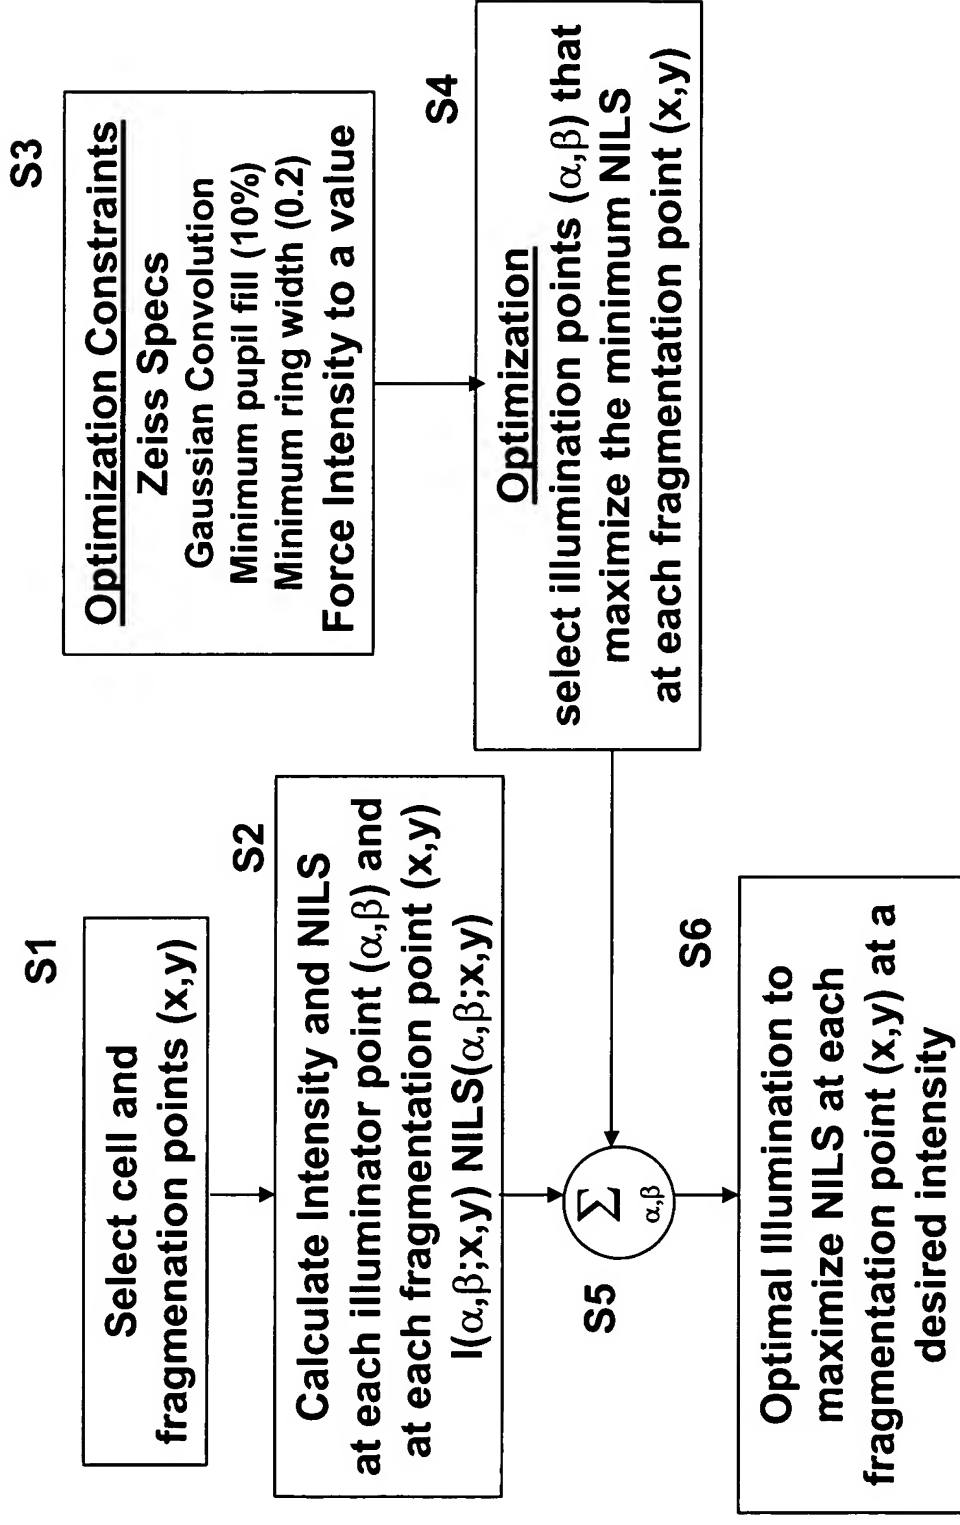 S1
Select cell and
fragmenation points (x,y)
S2
Calculate Intensity and NILS
at each illuminator point (α,β) and
at each fragmentation point (x,y)
I(α,β;x,y) NILS(α,β;x,y)
S3
Optimization Constraints
Zeiss Specs
Gaussian Convolution
Minimum pupil fill (10%)
Minimum ring width (0.2)
Force Intensity to a value
S4
Optimization
select illumination points (α,β) that
maximize the minimum NILS
at each fragmentation point (x,y)
S5
Σ
α,β
S6
Optimal Illumination to
maximize NILS at each
fragmentation point (x,y) at a
desired intensity